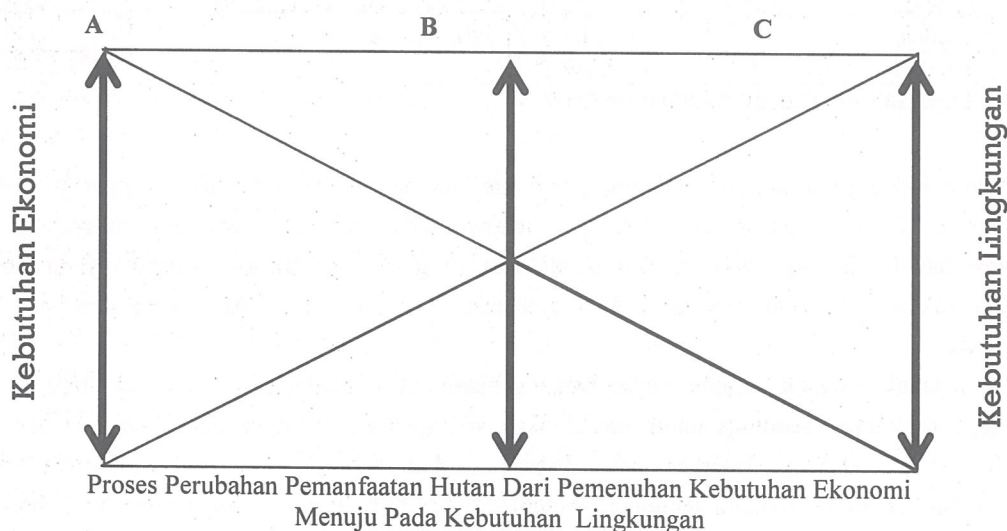 A
B
C
Kebutuhan Ekonomi
Kebutuhan Lingkungan
Proses Perubahan Pemanfaatan Hutan Dari Pemenuhan Kebutuhan Ekonomi
Menuju Pada Kebutuhan Lingkungan